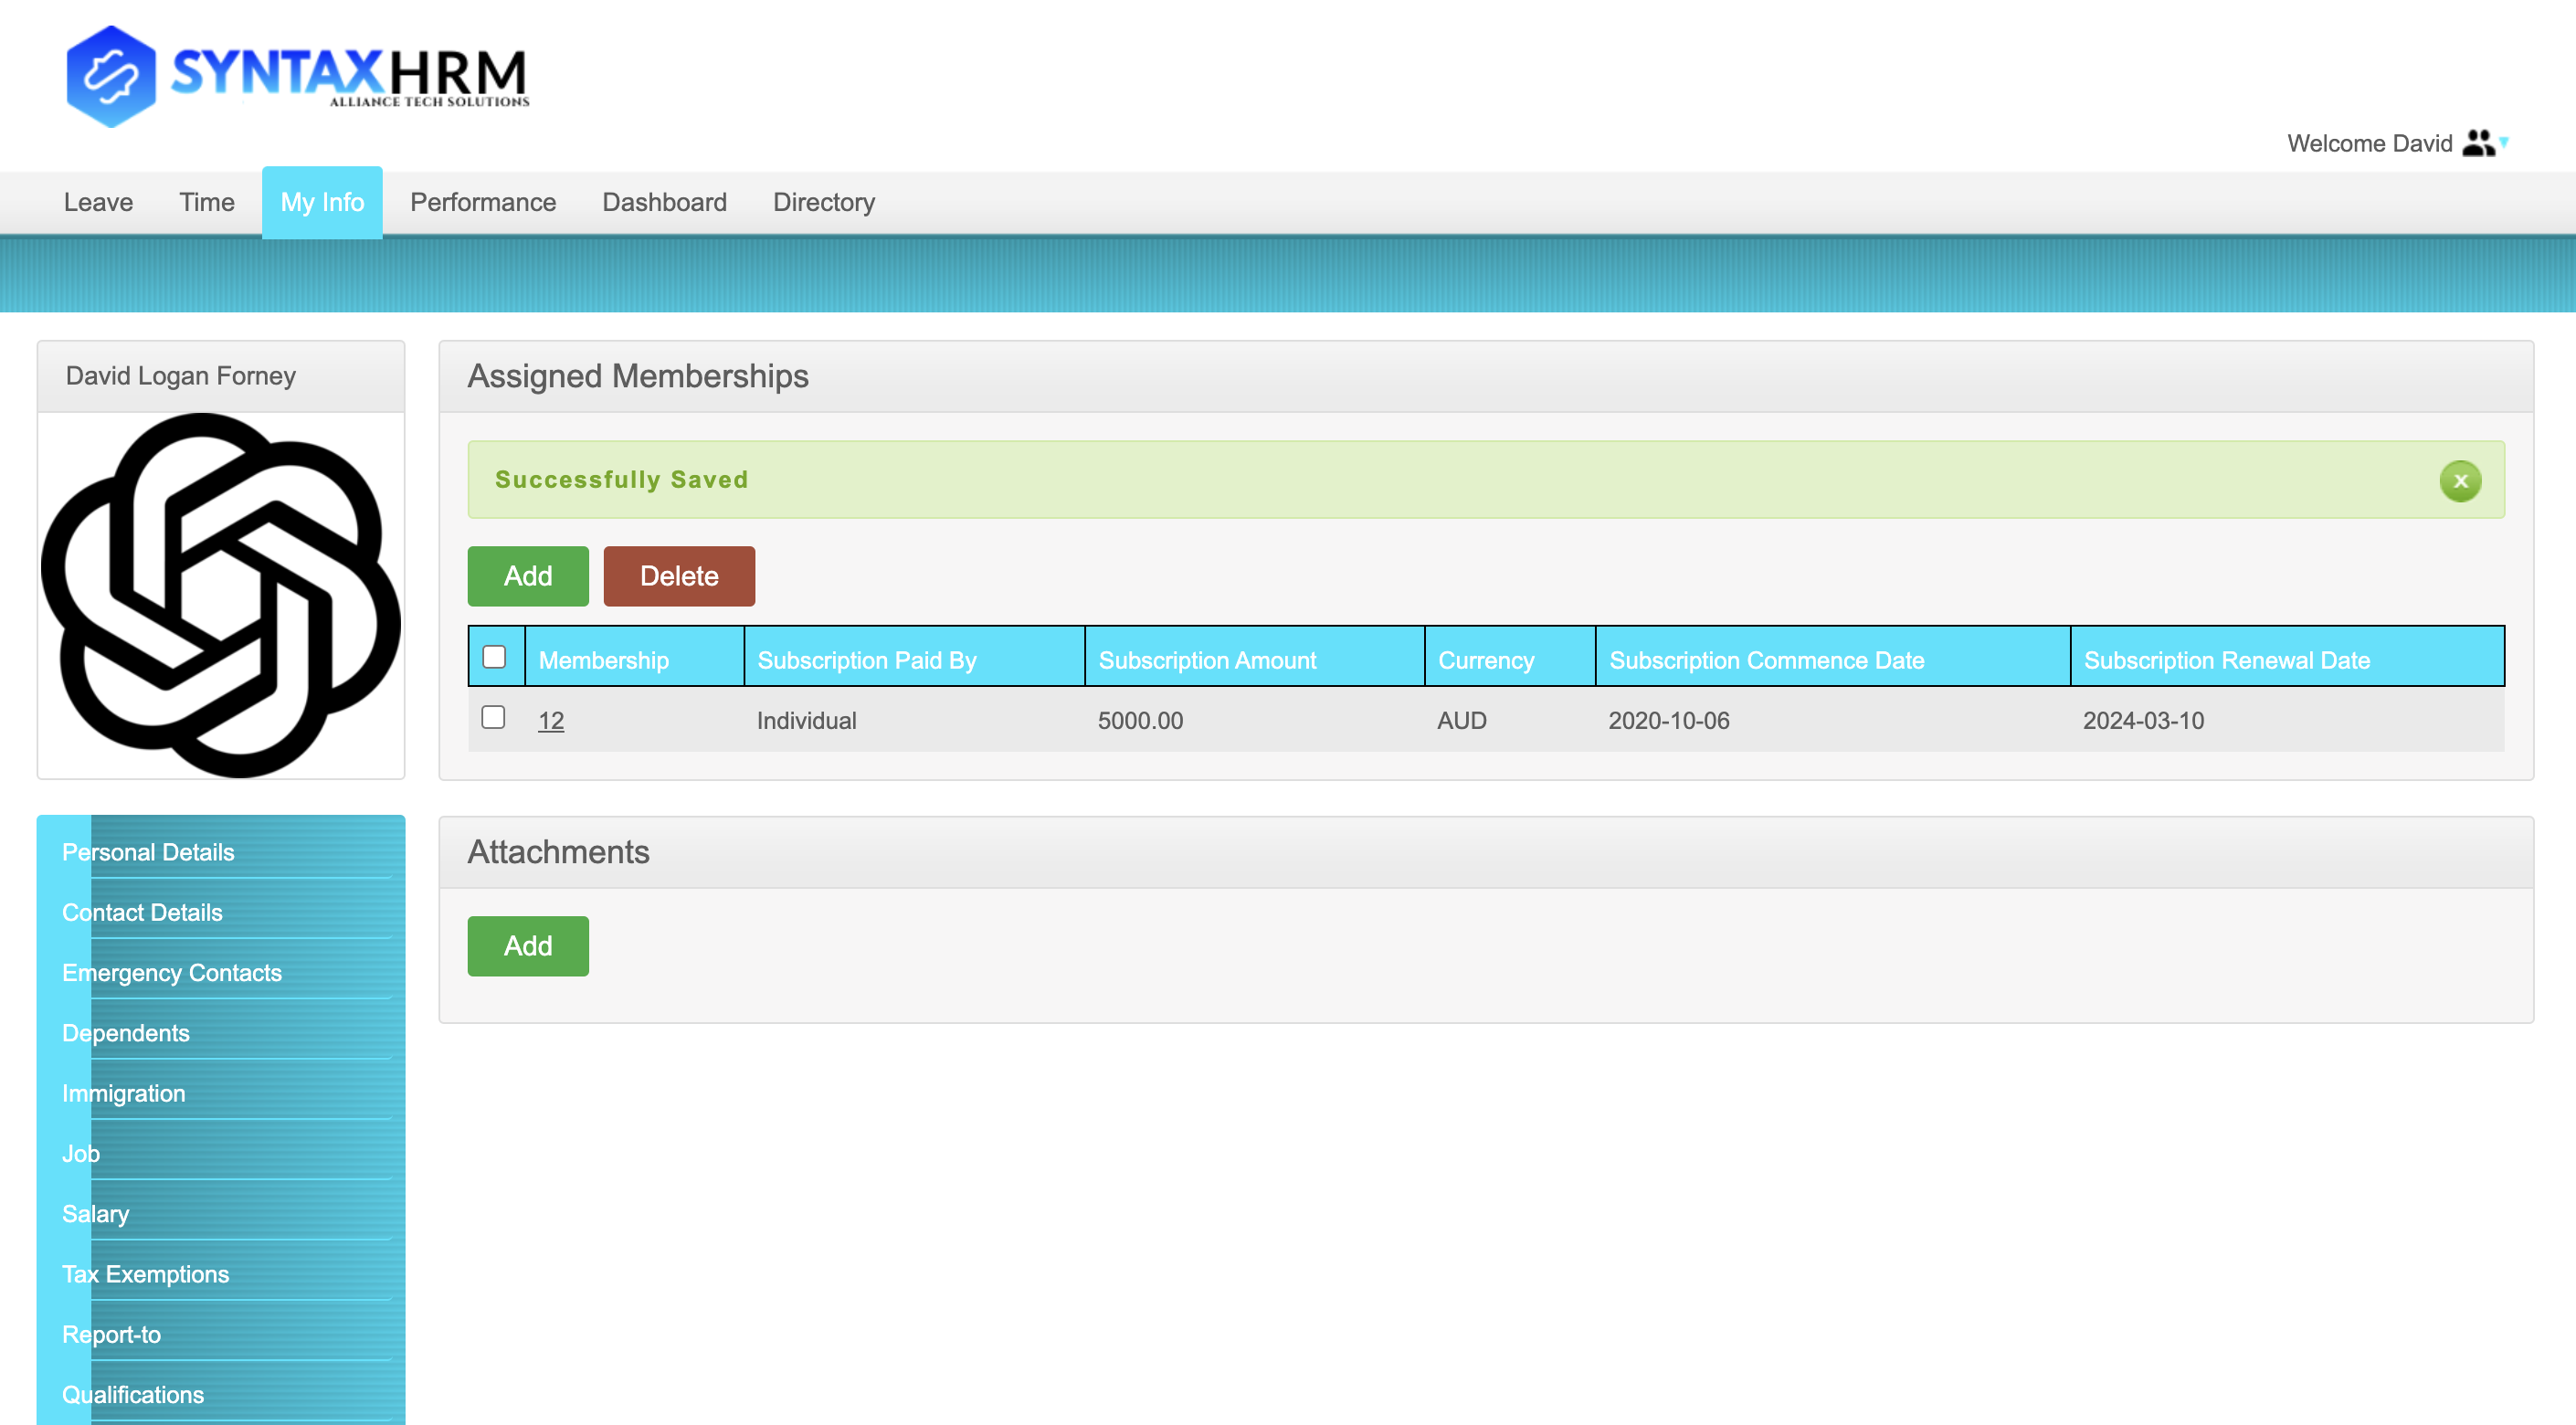 SYNTAXHRM
ALLIANCE TECH SOLUTIONS
Welcome David
Leave Time My Info Performance Dashboard Directory
David Logan Forney
Assigned Memberships
Successfully Saved
x
Add Delete
Membership Subscription Paid By Subscription Amount Currency Subscription Commence Date Subscription Renewal Date
12 Individual 5000.00 AUD 2020-10-06 2024-03-10
Personal Details
Contact Details
Emergency Contacts
Dependents
Immigration
Job
Salary
Tax Exemptions
Report-to
Qualifications
Attachments
Add